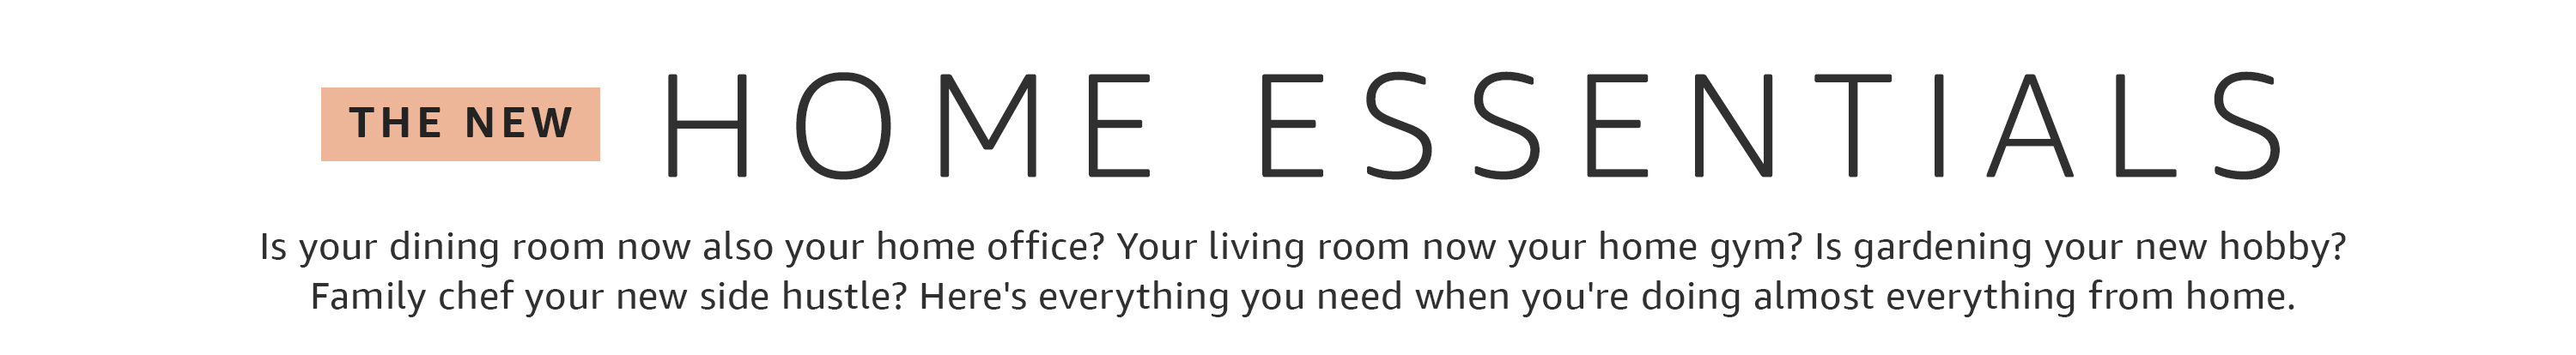 THE NEW HOME ESSENTIALS
Is your dining room now also your home office? Your living room now your home gym? Is gardening your new hobby?
Family chef your new side hustle? Here's everything you need when you're doing almost everything from home.